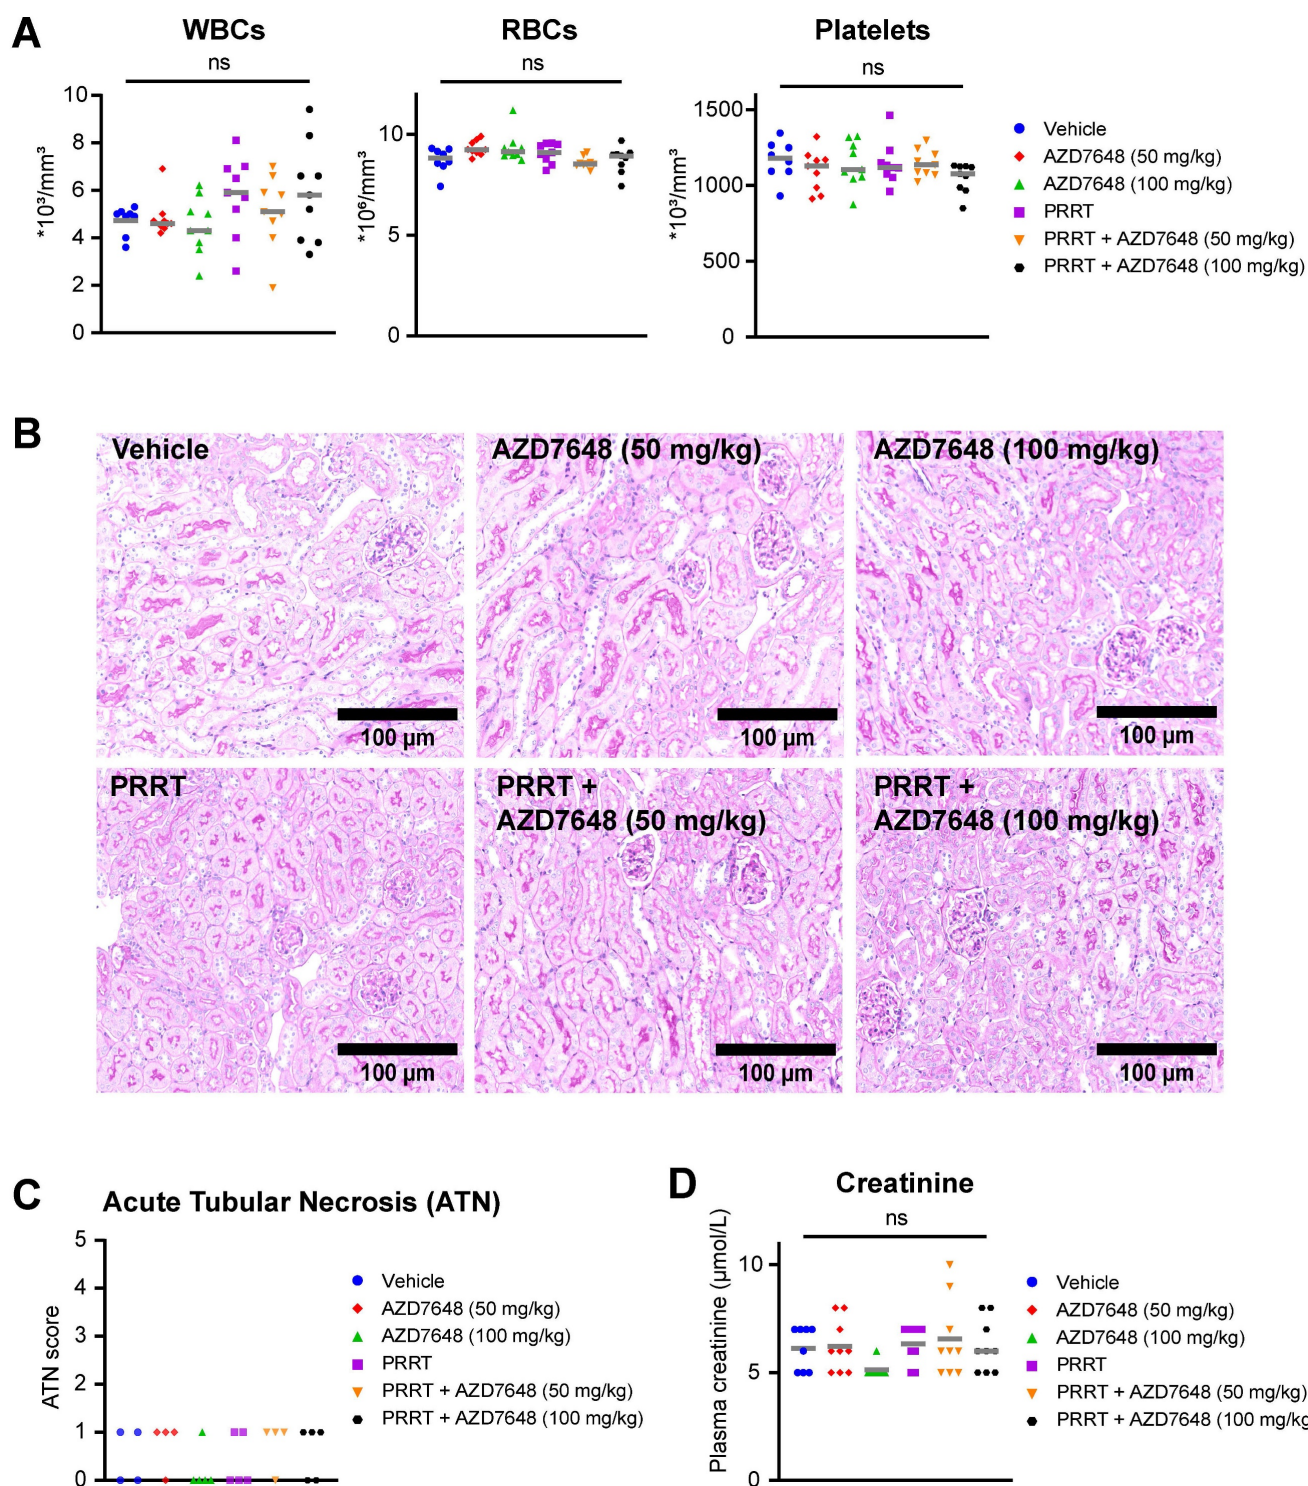 A
WBCs
RBCs
Platelets
ns
ns
ns
*10³/mm³
10
8
6
4
2
0
*10⁶/mm³
10
5
0
*10³/mm³
1500
1000
500
0
Vehicle
AZD7648 (50 mg/kg)
AZD7648 (100 mg/kg)
PRRT
PRRT + AZD7648 (50 mg/kg)
PRRT + AZD7648 (100 mg/kg)
B
Vehicle
100 µm
AZD7648 (50 mg/kg)
100 µm
AZD7648 (100 mg/kg)
100 µm
PRRT
100 µm
PRRT +
AZD7648 (50 mg/kg)
100 µm
PRRT +
AZD7648 (100 mg/kg)
100 µm
C
Acute Tubular Necrosis (ATN)
ATN score
5
4
3
2
1
0
Vehicle
AZD7648 (50 mg/kg)
AZD7648 (100 mg/kg)
PRRT
PRRT + AZD7648 (50 mg/kg)
PRRT + AZD7648 (100 mg/kg)
D
Creatinine
ns
Plasma creatinine (µmol/L)
10
5
0
Vehicle
AZD7648 (50 mg/kg)
AZD7648 (100 mg/kg)
PRRT
PRRT + AZD7648 (50 mg/kg)
PRRT + AZD7648 (100 mg/kg